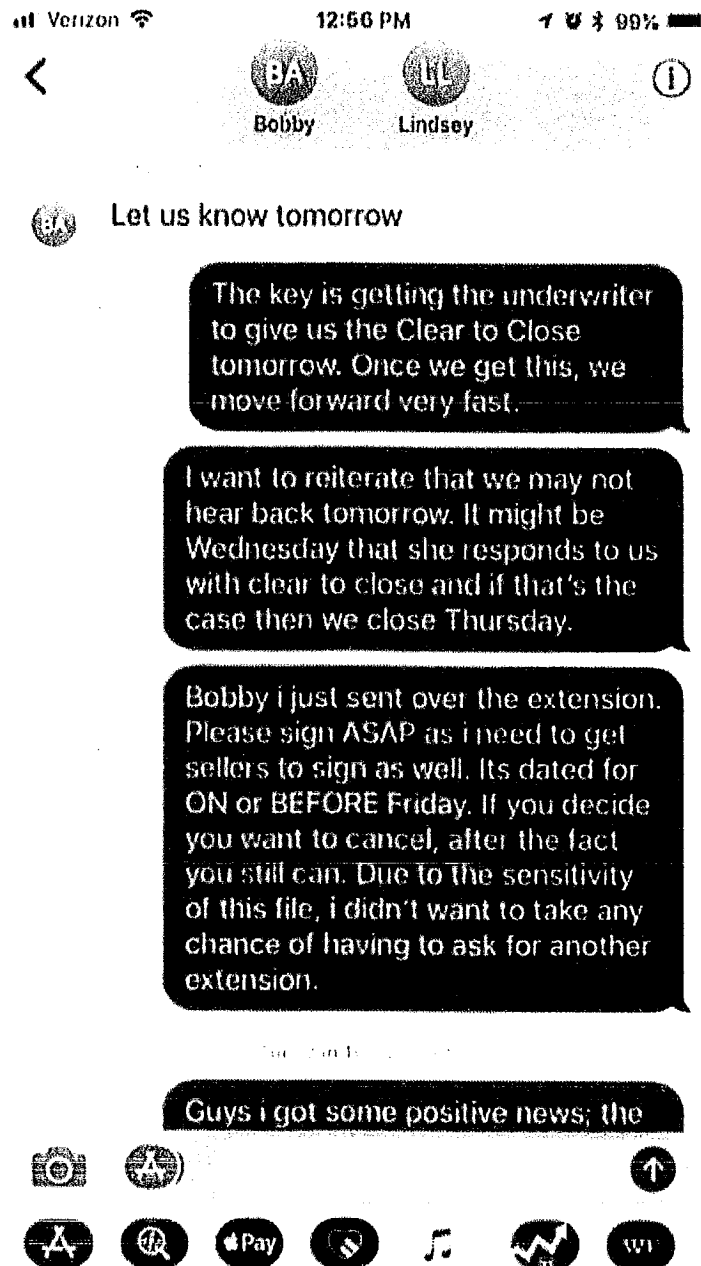 Verizon 12:56 PM 99%
BA LL
Bobby Lindsey
BA Let us know tomorrow
The key is getting the underwriter
to give us the Clear to Close
tomorrow. Once we get this, we
move forward very fast.
I want to reiterate that we may not
hear back tomorrow. It might be
Wednesday that she responds to us
with clear to close and if that's the
case then we close Thursday.
Bobby i just sent over the extension.
Please sign ASAP as i need to get
sellers to sign as well. Its dated for
ON or BEFORE Friday. If you decide
you want to cancel, after the fact
you still can. Due to the sensitivity
of this file, i didn't want to take any
chance of having to ask for another
extension.
Guys i got some positive news; the
Pay